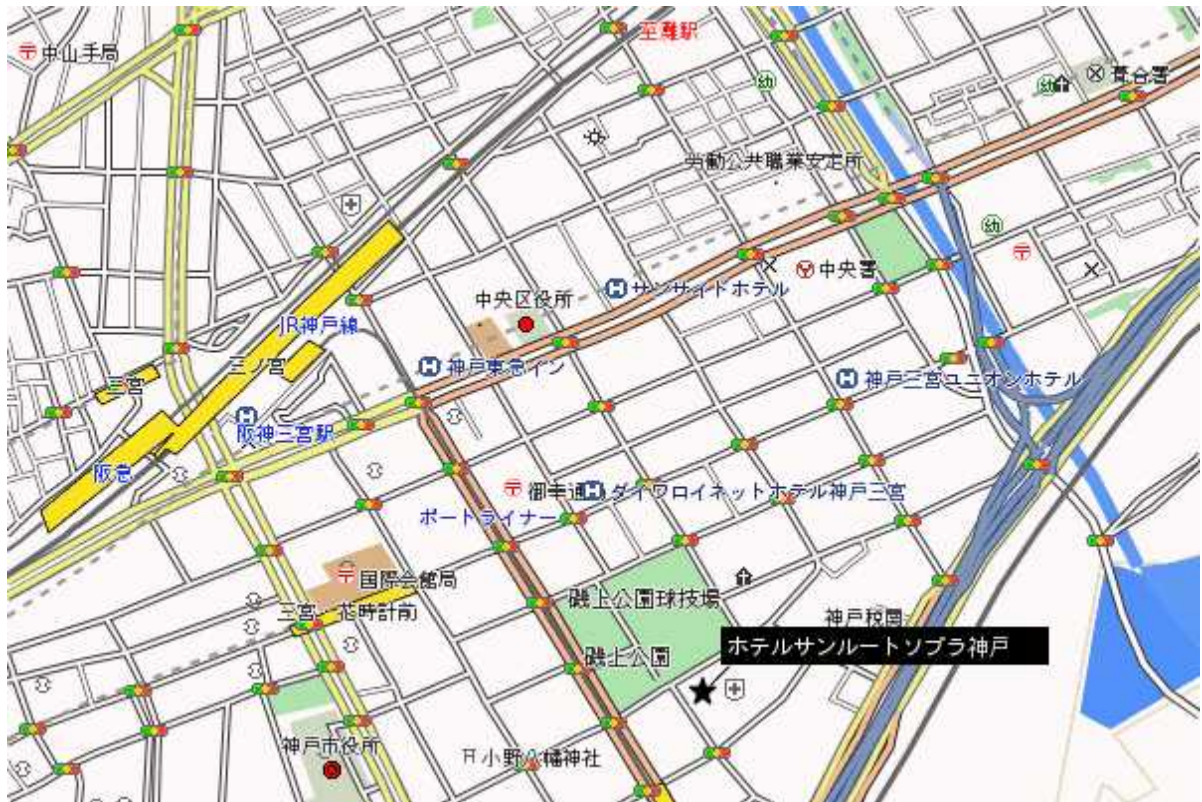 至灘駅
中山手局
葺合署
幼
幼
労働公共職業安定所
幼
中央署
サンサイトホテル
中央区役所
JR神戸線
三ノ宮
神戸東急イン
神戸三宮ユニオンホテル
三宮
阪神三宮駅
阪急
御幸通
ダイワロイネットホテル神戸三宮
ポートライナー
国際会館局
磯上公園球技場
三宮・花時計前
神戸税関
ホテルサンルートソプラ神戸
磯上公園
神戸市役所
小野八幡神社